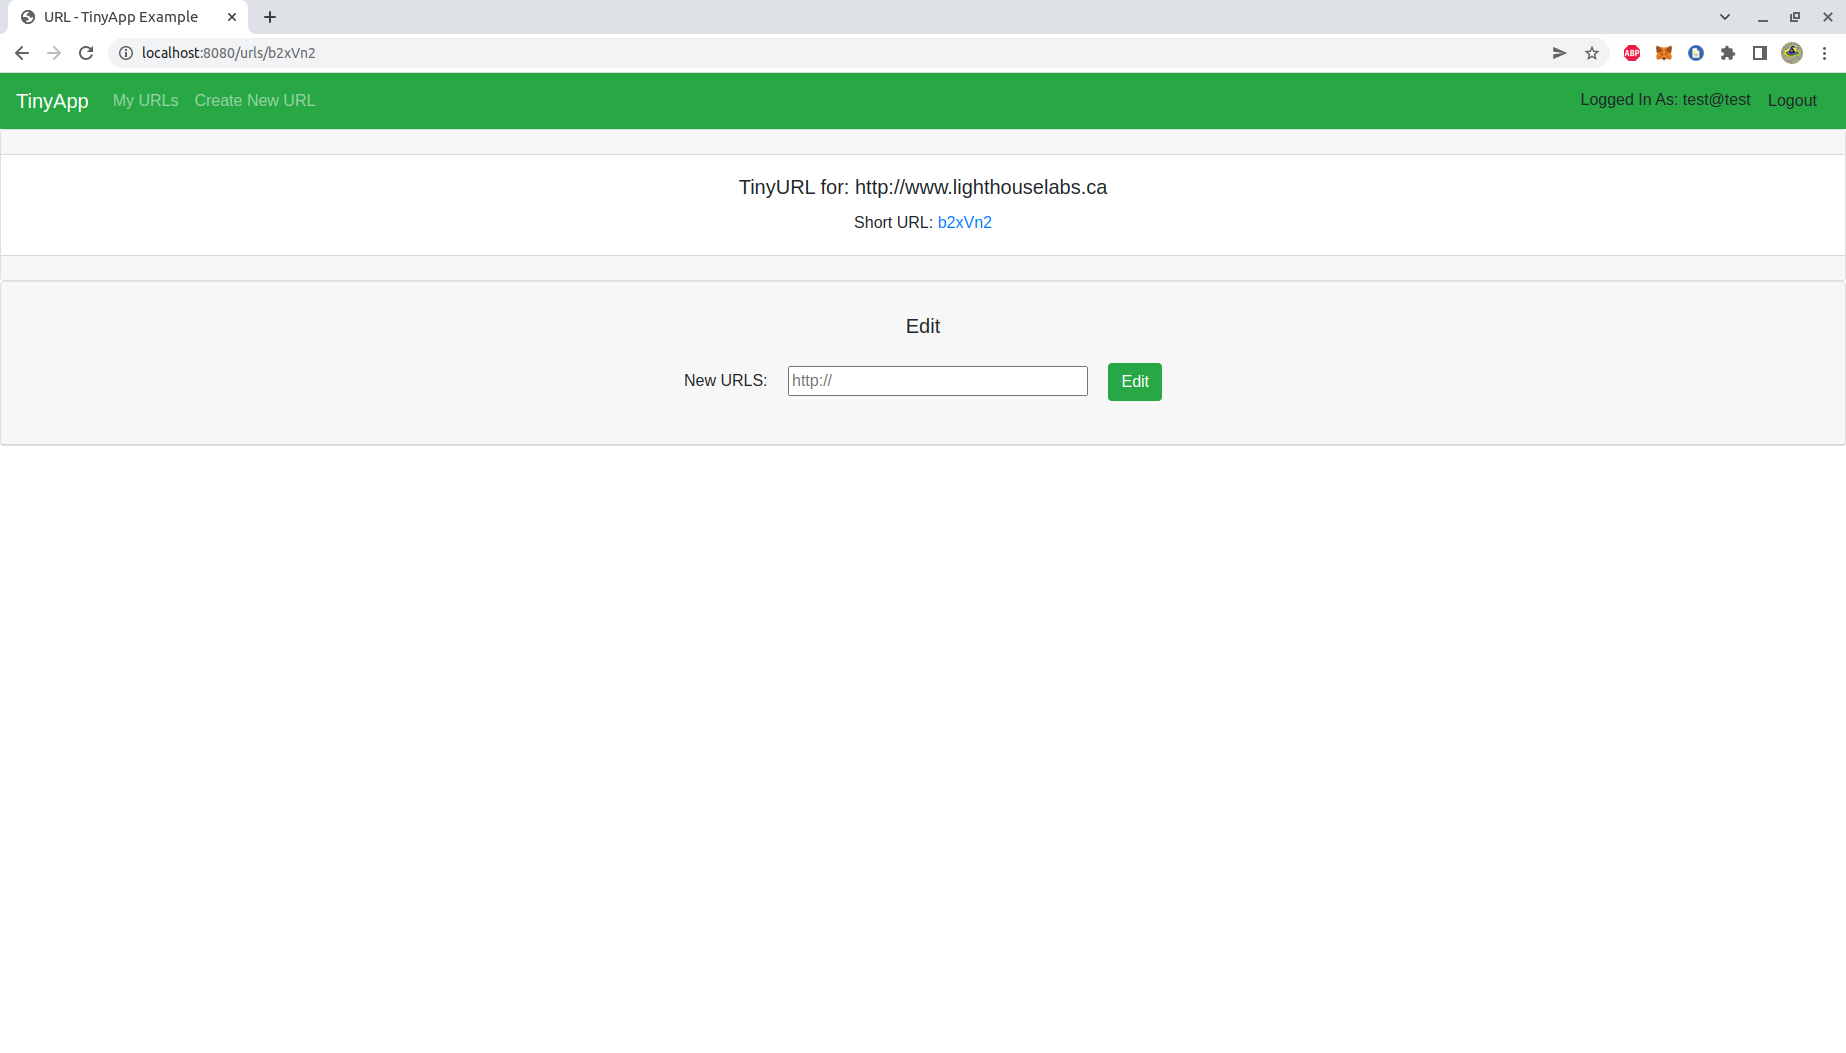 URL - TinyApp Example
localhost:8080/urls/b2xVn2
ABP
TinyApp My URLs Create New URL Logged In As: test@test Logout
TinyURL for: http://www.lighthouselabs.ca
Short URL: b2xVn2
Edit
New URLS: http:// Edit